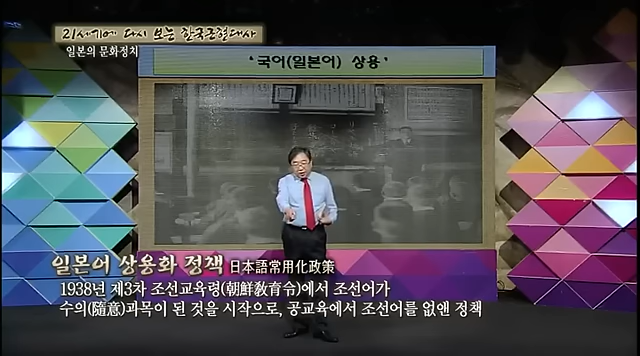 21세기에 다시 보는 한국근현대사
일본의 문화정치
‘국어(일본어) 상용’
일본어 상용화 정책 日本語常用化政策
1938년 제3차 조선교육령(朝鮮敎育令)에서 조선어가
수의(隨意)과목이 된 것을 시작으로, 공교육에서 조선어를 없앤 정책